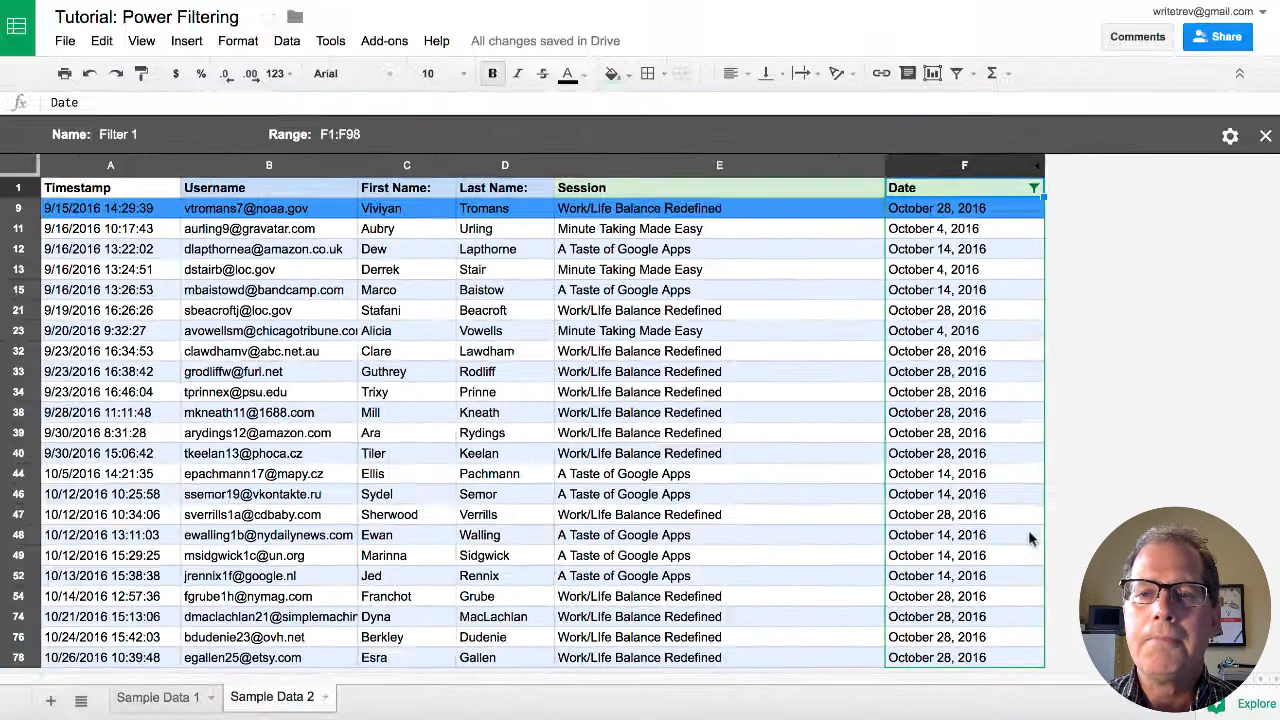 Tutorial: Power Filtering
writetrev@gmail.com
File Edit View Insert Format Data Tools Add-ons Help All changes saved in Drive
Comments Share
$ % .0 .00 123 Arial 10 B I S A Σ
fx Date
Name: Filter 1 Range: F1:F98
A B C D E F
1 Timestamp Username First Name: Last Name: Session Date
9 9/15/2016 14:29:39 vtromans7@noaa.gov Viviyan Tromans Work/LIfe Balance Redefined October 28, 2016
11 9/16/2016 10:17:43 aurling9@gravatar.com Aubry Urling Minute Taking Made Easy October 4, 2016
12 9/16/2016 13:22:02 dlapthornea@amazon.co.uk Dew Lapthorne A Taste of Google Apps October 14, 2016
13 9/16/2016 13:24:51 dstairb@loc.gov Derrek Stair Minute Taking Made Easy October 4, 2016
15 9/16/2016 13:26:53 mbaistowd@bandcamp.com Marco Baistow A Taste of Google Apps October 14, 2016
21 9/19/2016 16:26:26 sbeacroftj@loc.gov Stafani Beacroft Work/LIfe Balance Redefined October 28, 2016
23 9/20/2016 9:32:27 avowellsm@chicagotribune.co Alicia Vowells Minute Taking Made Easy October 4, 2016
32 9/23/2016 16:34:53 clawdhamv@abc.net.au Clare Lawdham Work/LIfe Balance Redefined October 28, 2016
33 9/23/2016 16:38:42 grodliffw@furl.net Guthrey Rodliff Work/LIfe Balance Redefined October 28, 2016
34 9/23/2016 16:46:04 tprinnex@psu.edu Trixy Prinne Work/LIfe Balance Redefined October 28, 2016
38 9/28/2016 11:11:48 mkneath11@1688.com Mill Kneath Work/LIfe Balance Redefined October 28, 2016
39 9/30/2016 8:31:28 arydings12@amazon.com Ara Rydings Work/LIfe Balance Redefined October 28, 2016
40 9/30/2016 15:06:42 tkeelan13@phoca.cz Tiler Keelan Work/LIfe Balance Redefined October 28, 2016
44 10/5/2016 14:21:35 epachmann17@mapy.cz Ellis Pachmann A Taste of Google Apps October 14, 2016
46 10/12/2016 10:25:58 ssemor19@vkontakte.ru Sydel Semor A Taste of Google Apps October 14, 2016
47 10/12/2016 10:34:06 sverrills1a@cdbaby.com Sherwood Verrills Work/LIfe Balance Redefined October 28, 2016
48 10/12/2016 13:11:03 ewalling1b@nydailynews.com Ewan Walling A Taste of Google Apps October 14, 2016
49 10/12/2016 15:29:25 msidgwick1c@un.org Marinna Sidgwick A Taste of Google Apps October 14, 2016
52 10/13/2016 15:38:38 jrennix1f@google.nl Jed Rennix A Taste of Google Apps October 14, 2016
54 10/14/2016 12:57:36 fgrube1h@nymag.com Franchot Grube Work/LIfe Balance Redefined October 28, 2016
74 10/21/2016 15:13:06 dmaclachlan21@simplemachin Dyna MacLachlan Work/LIfe Balance Redefined October 28, 2016
76 10/24/2016 15:42:03 bdudenie23@ovh.net Berkley Dudenie Work/LIfe Balance Redefined October 28, 2016
78 10/26/2016 10:39:48 egallen25@etsy.com Esra Gallen Work/LIfe Balance Redefined October 28, 2016
+ Sample Data 1 Sample Data 2 Explore